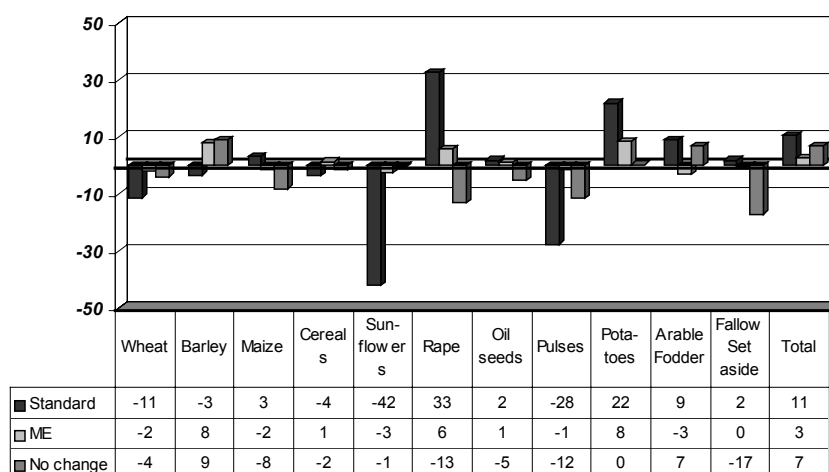 50
30
10
-10
-30
-50
Wheat Barley Maize Cereal s Sun- flow er s Rape Oil seeds Pulses Pota- toes Arable Fodder Fallow Set aside Total
Standard -11 -3 3 -4 -42 33 2 -28 22 9 2 11
ME -2 8 -2 1 -3 6 1 -1 8 -3 0 3
No change -4 9 -8 -2 -1 -13 -5 -12 0 7 -17 7